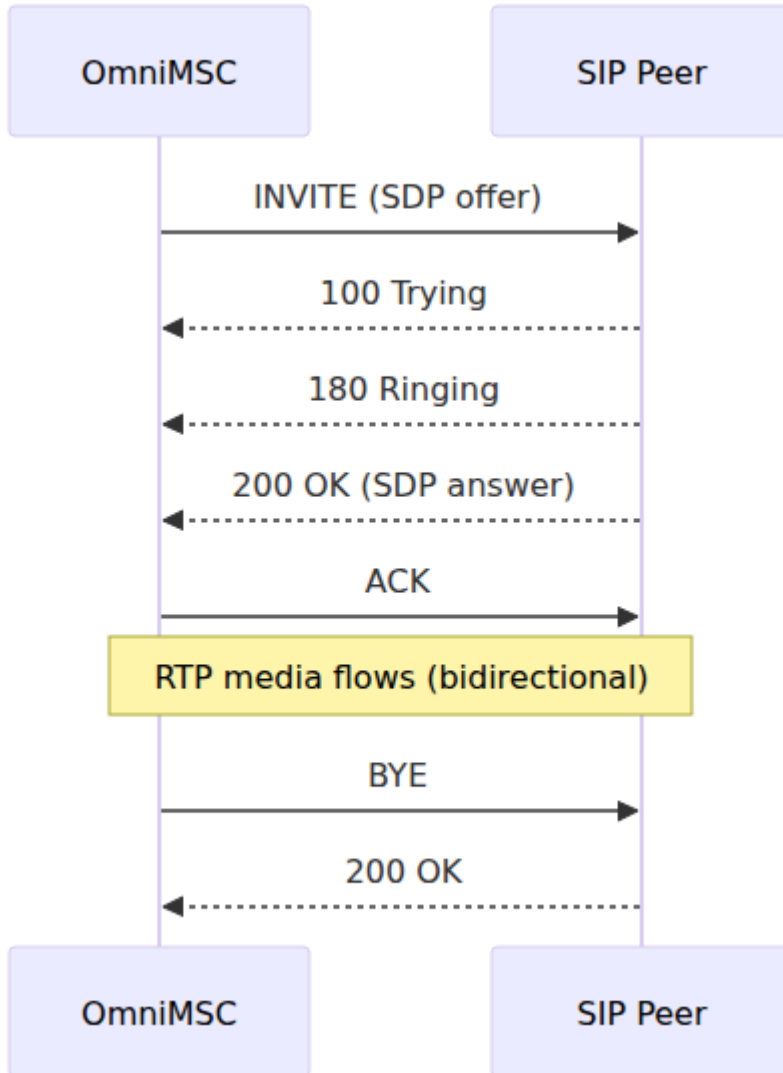 OmniMSC
SIP Peer
INVITE (SDP offer)
100 Trying
180 Ringing
200 OK (SDP answer)
ACK
RTP media flows (bidirectional)
BYE
200 OK
OmniMSC
SIP Peer